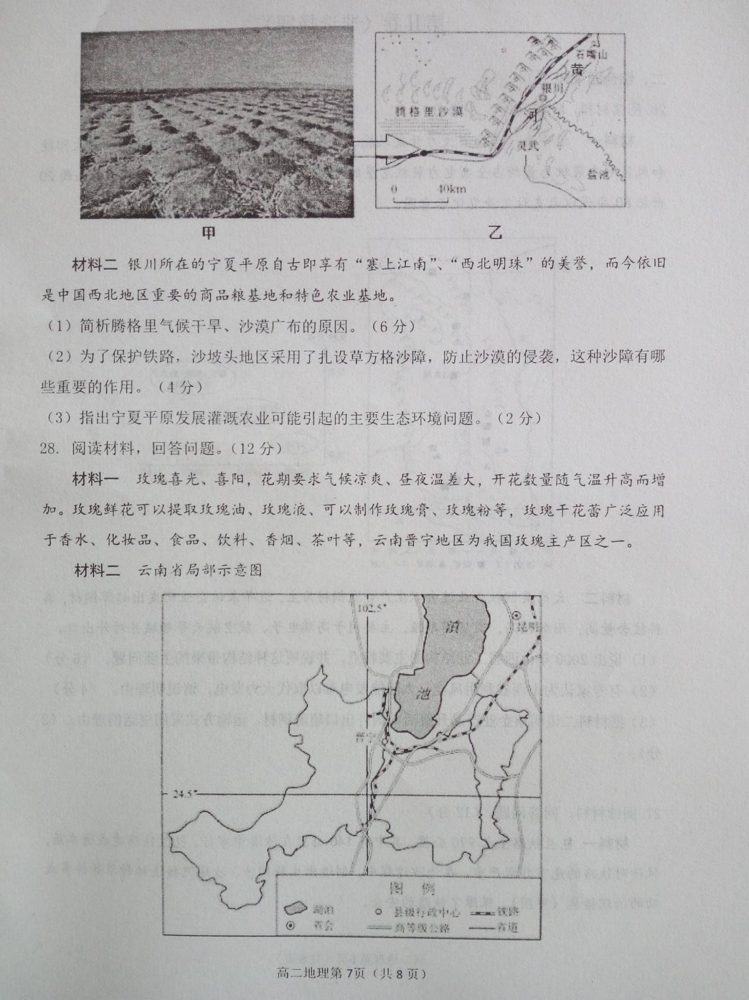 石嘴山
黄
银川
腾格里沙漠
河
灵武
盐池
0 40km
甲
乙
材料二 银川所在的宁夏平原自古即享有“塞上江南”、“西北明珠”的美誉，而今依旧
是中国西北地区重要的商品粮基地和特色农业基地。
（1）简析腾格里气候干旱、沙漠广布的原因。（6分）
（2）为了保护铁路，沙坡头地区采用了扎设草方格沙障，防止沙漠的侵袭，这种沙障有哪
些重要的作用。（4分）
（3）指出宁夏平原发展灌溉农业可能引起的主要生态环境问题。（2分）
28. 阅读材料，回答问题。（12分）
材料一 玫瑰喜光、喜阳，花期要求气候凉爽、昼夜温差大，开花数量随气温升高而增
加。玫瑰鲜花可以提取玫瑰油、玫瑰液、可以制作玫瑰膏、玫瑰粉等，玫瑰干花蕾广泛应用
于香水、化妆品、食品、饮料、香烟、茶叶等，云南晋宁地区为我国玫瑰主产区之一。
材料二 云南省局部示意图
102.5°
滇
昆明
池
晋宁
24.5°
图 例
湖泊 县级行政中心 铁路
省会 高等级公路 省道
高二地理第7页（共8页）